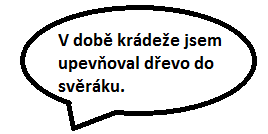 V době krádeže jsem
upevňoval dřevo do
svěráku.